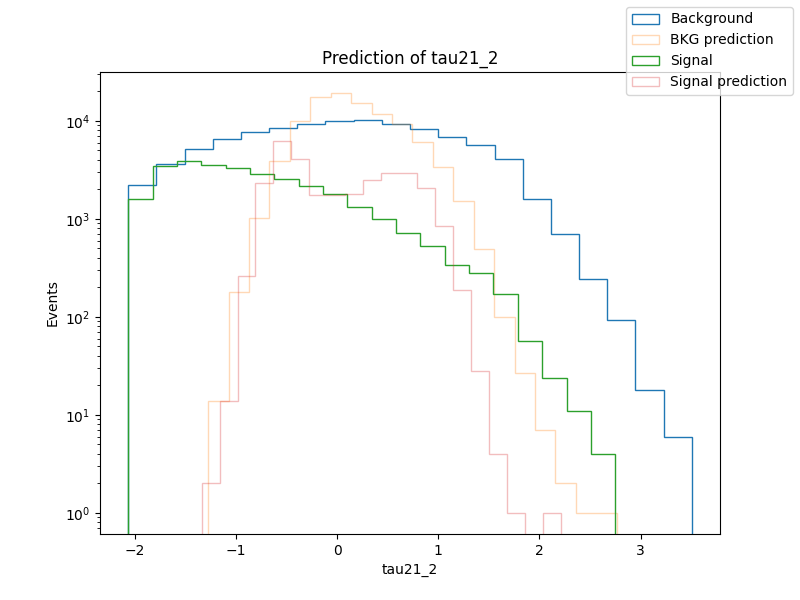 Background
BKG prediction
Signal
Signal prediction
Prediction of tau21_2
Events
10^4
10^3
10^2
10^1
10^0
−2
−1
0
1
2
3
tau21_2